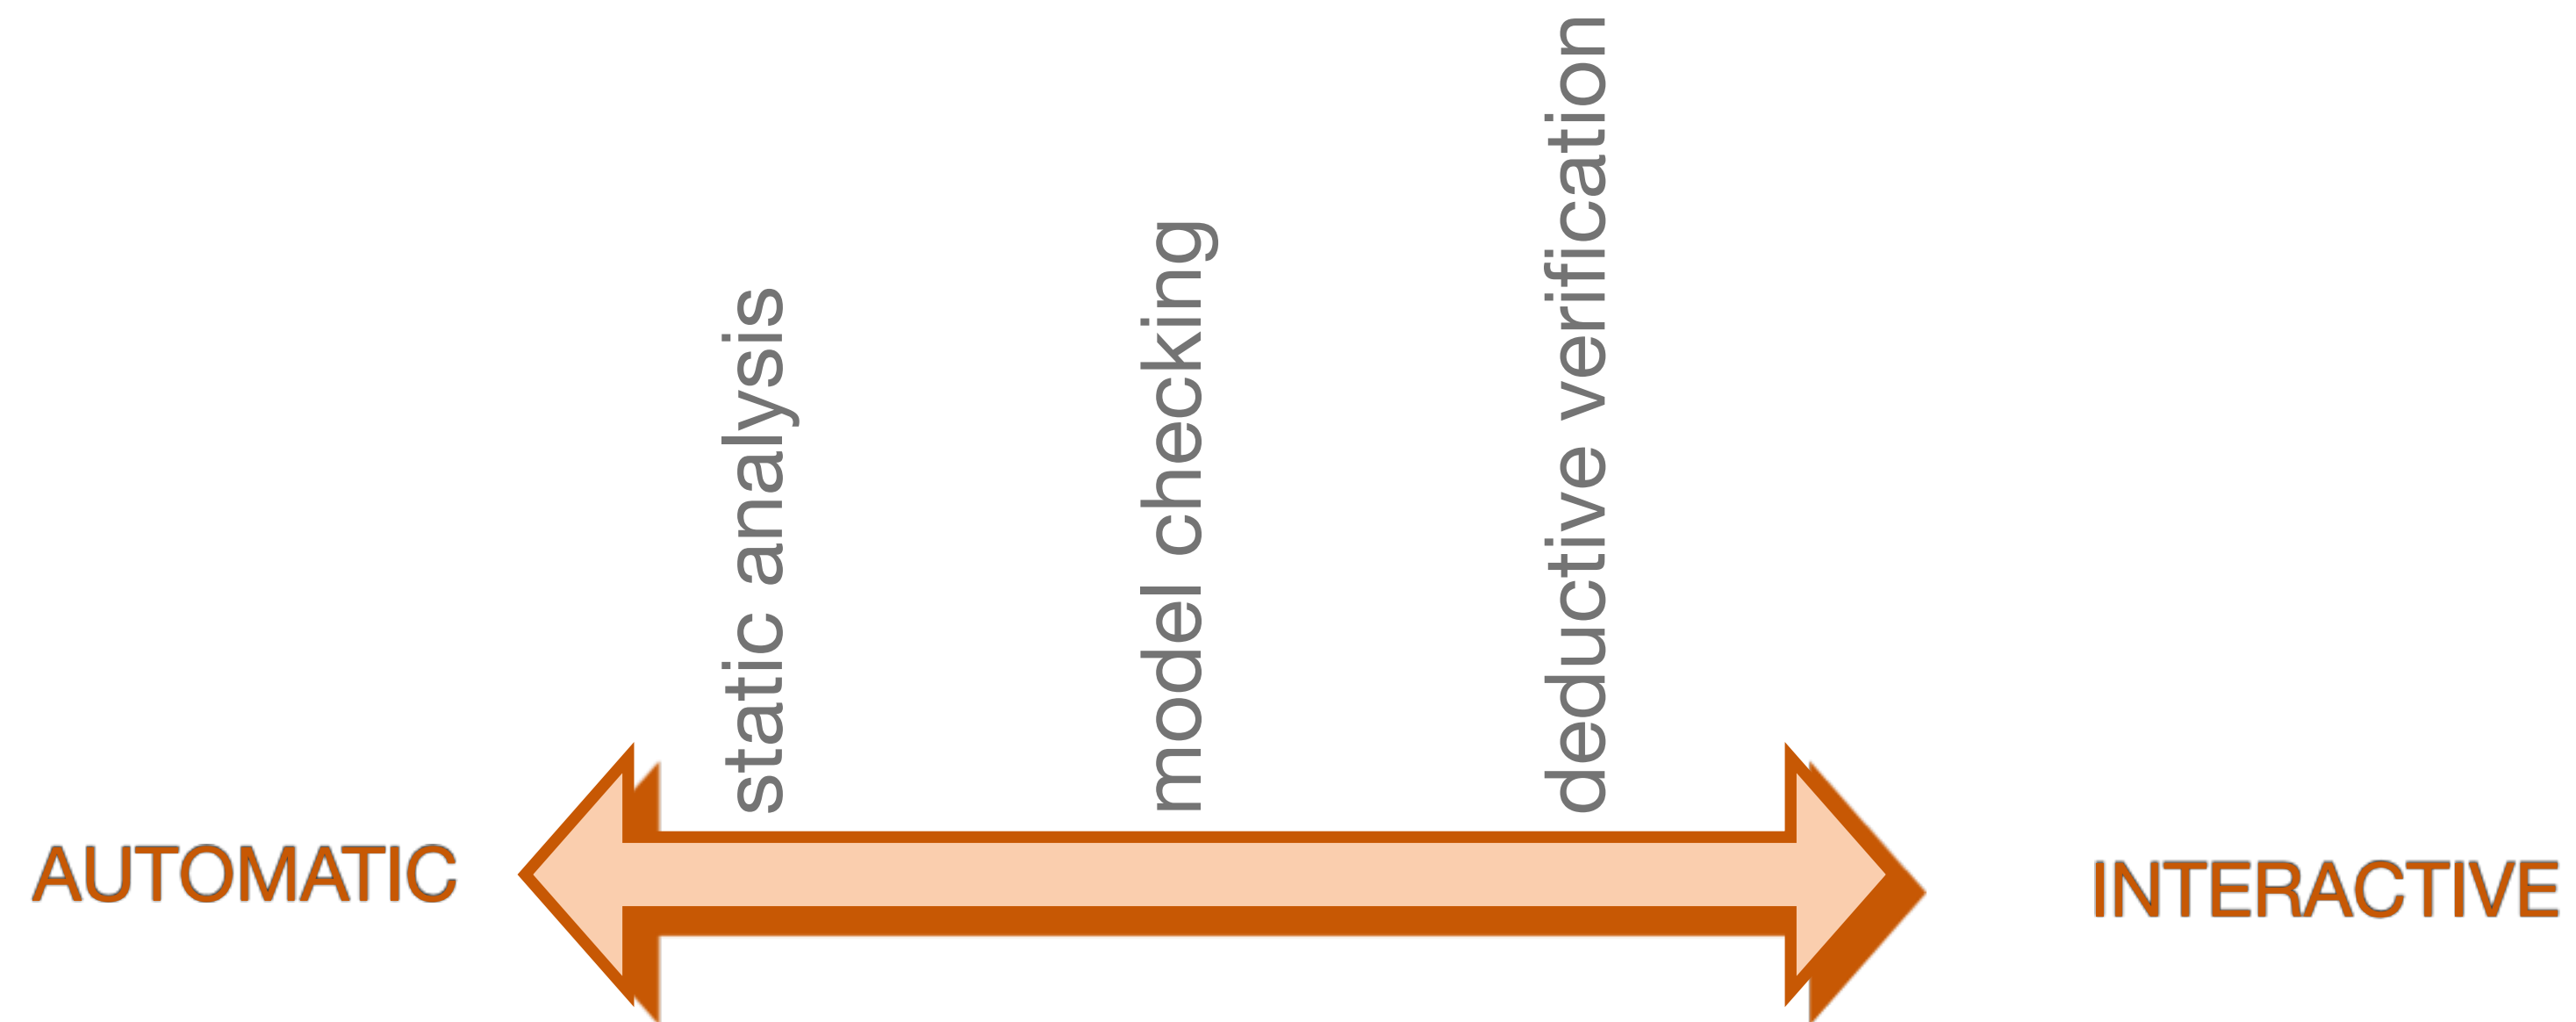 static analysis
model checking
deductive verification
AUTOMATIC
INTERACTIVE